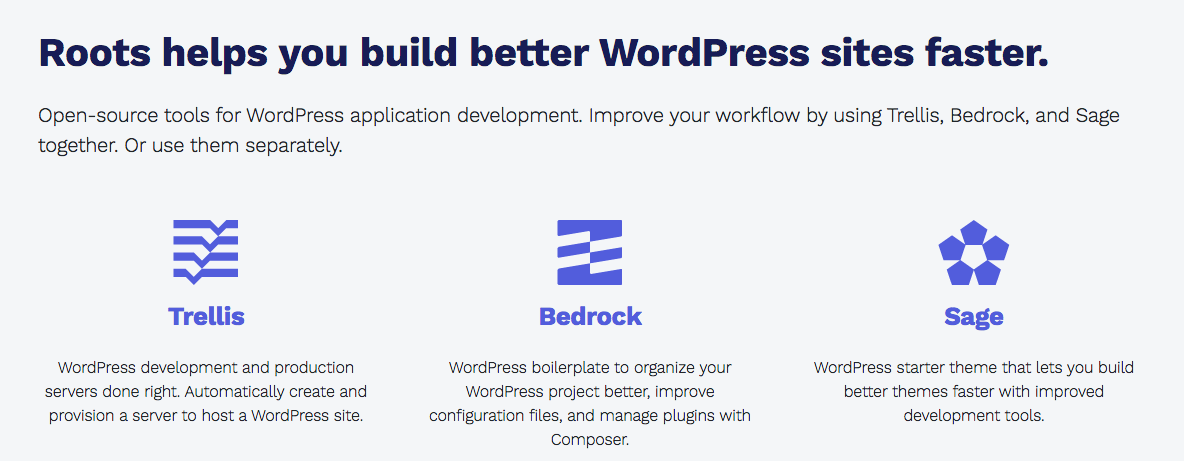 Roots helps you build better WordPress sites faster.
Open-source tools for WordPress application development. Improve your workflow by using Trellis, Bedrock, and Sage
together. Or use them separately.
Trellis
WordPress development and production
servers done right. Automatically create and
provision a server to host a WordPress site.
Bedrock
WordPress boilerplate to organize your
WordPress project better, improve
configuration files, and manage plugins with
Composer.
Sage
WordPress starter theme that lets you build
better themes faster with improved
development tools.